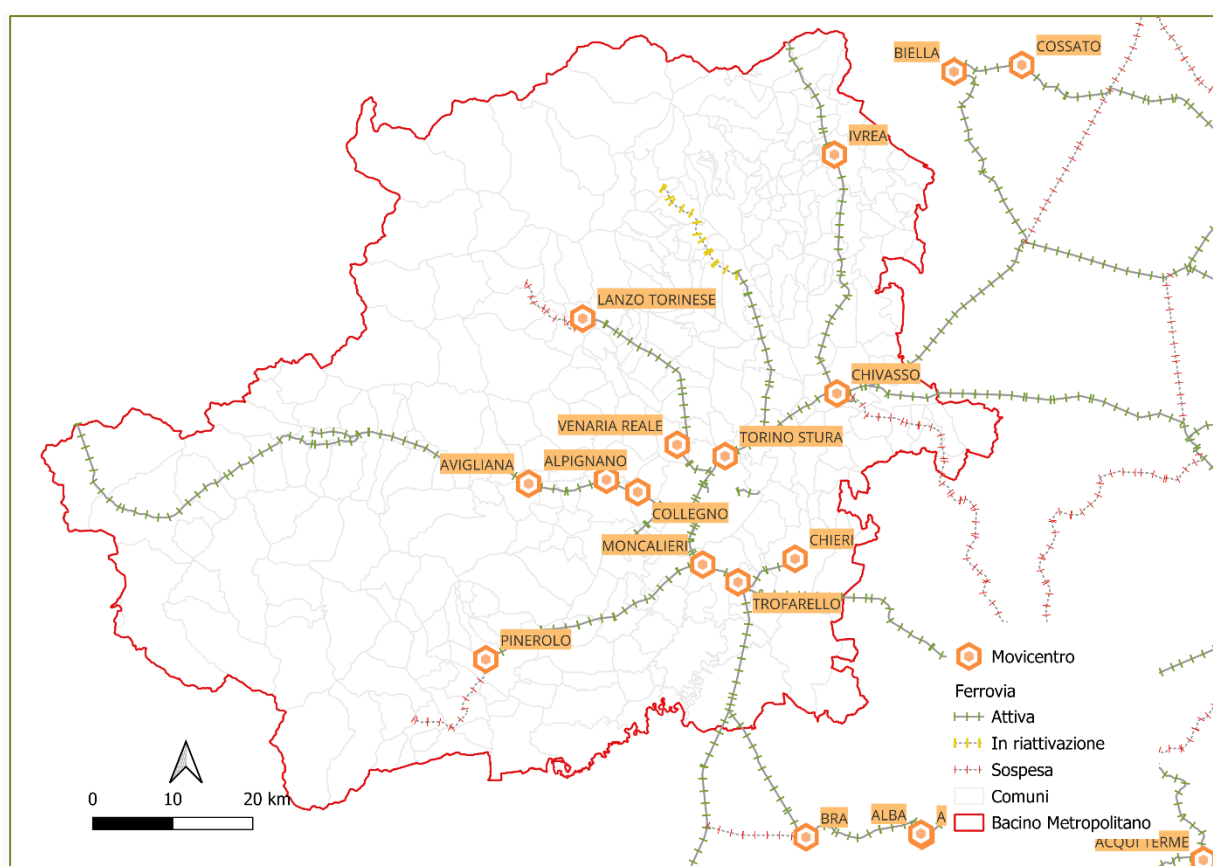 BIELLA
COSSATO
IVREA
LANZO TORINESE
CHIVASSO
VENARIA REALE
TORINO STURA
AVIGLIANA
ALPIGNANO
COLLEGNO
MONCALIERI
CHIERI
TROFARELLO
PINEROLO
Movicentro
Ferrovia
Attiva
In riattivazione
Sospesa
Comuni
Bacino Metropolitano
0 10 20 km
BRA
ALBA
A
ACQUI TERME